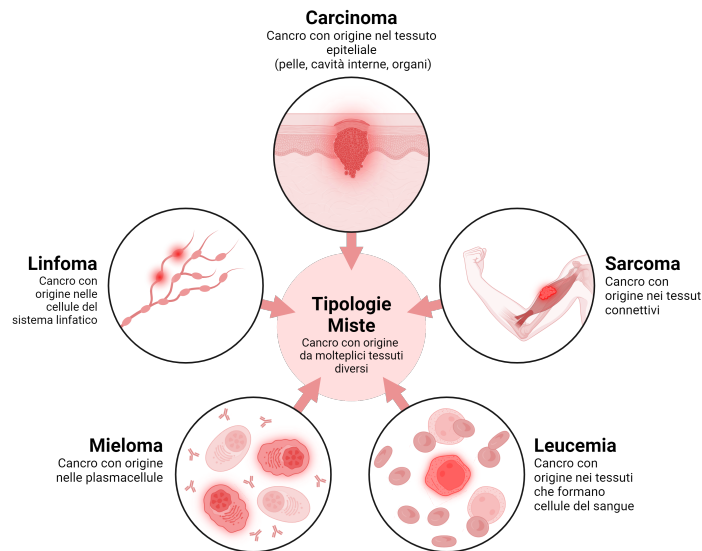 Carcinoma
Cancro con origine nel tessuto
epiteliale
(pelle, cavità interne, organi)
Linfoma
Cancro con
origine nelle
cellule del
sistema linfatico
Sarcoma
Cancro con
origine nei tessut
connettivi
Tipologie
Miste
Cancro con origine
da molteplici tessuti
diversi
Mieloma
Cancro con origine
nelle plasmacellule
Leucemia
Cancro con
origine nei tessuti
che formano
cellule del sangue